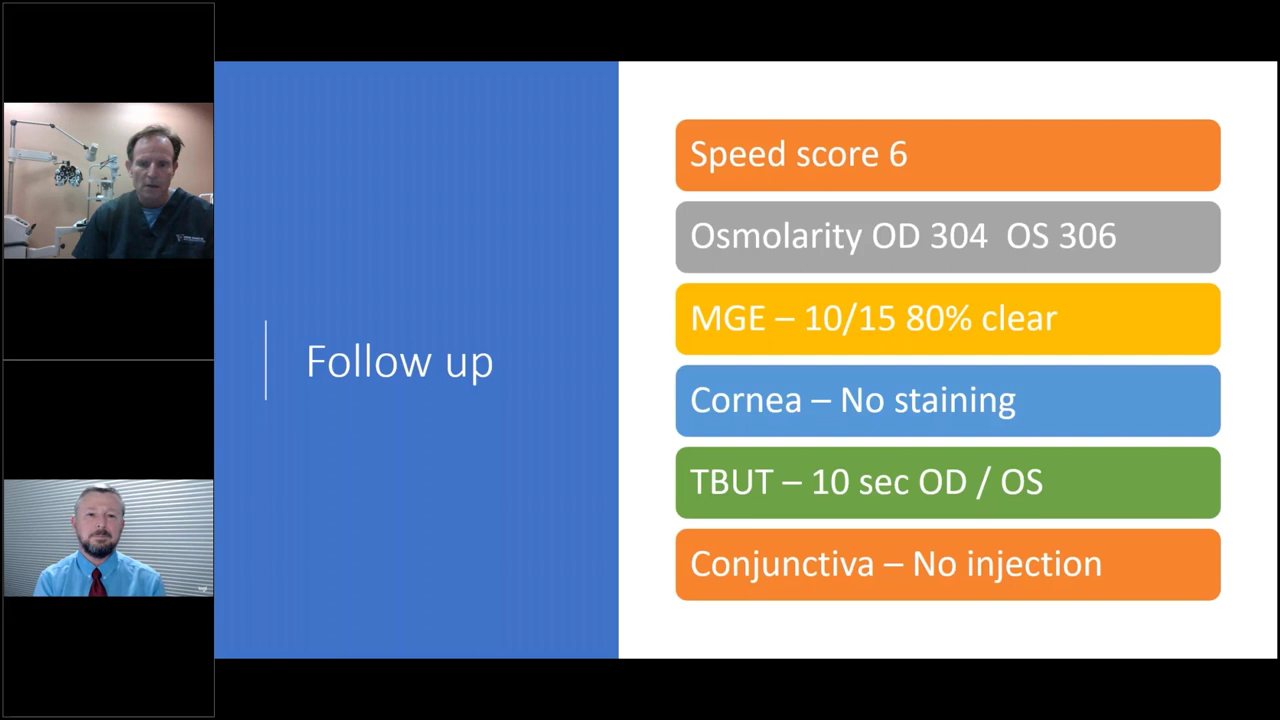 Follow up
Speed score 6
Osmolarity OD 304 OS 306
MGE – 10/15 80% clear
Cornea – No staining
TBUT – 10 sec OD / OS
Conjunctiva – No injection